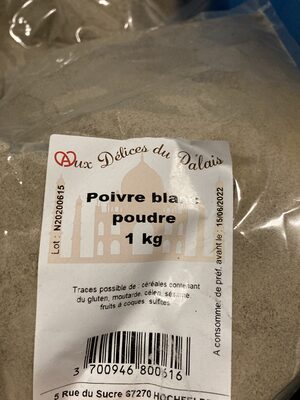 Aux Délices du Palais
Poivre blanc
poudre
1 kg
Lot : N20200615
A consommer de préf. avant le : 15/06/2022
Traces possible de : céréales contenant
du gluten, moutarde, céleri, sésame,
fruits à coques, sulfites
3 700946 800616
5 Rue du Sucre 67270